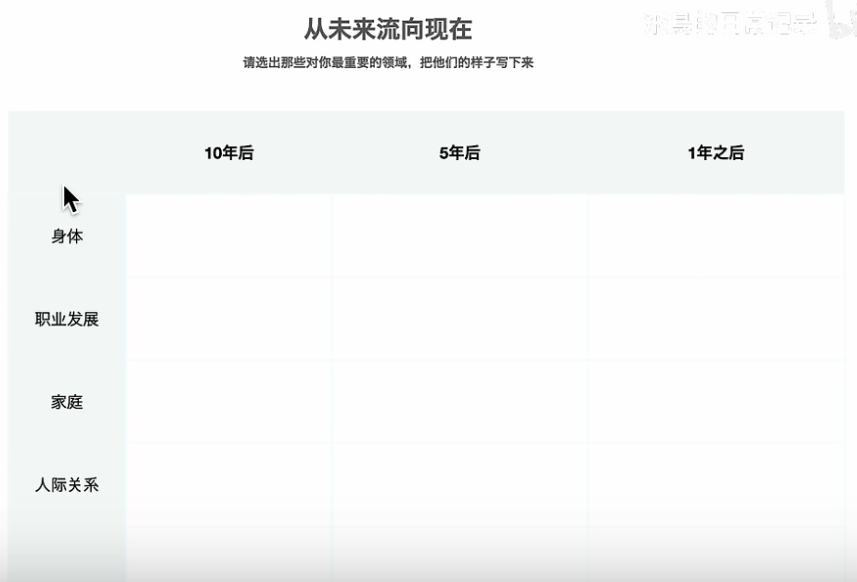 从未来流向现在
请选出那些对你最重要的领域，把他们的样子写下来
10年后 5年后 1年之后
身体
职业发展
家庭
人际关系